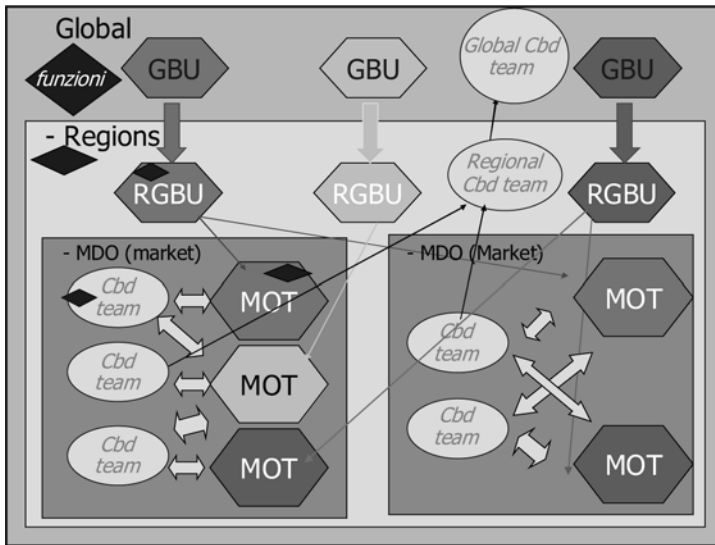 Global
funzioni
GBU
GBU
Global Cbd
team
GBU
- Regions
RGBU
RGBU
Regional
Cbd team
RGBU
- MDO (market)
Cbd
team
MOT
Cbd
team
MOT
Cbd
team
MOT
- MDO (Market)
MOT
Cbd
team
Cbd
team
MOT